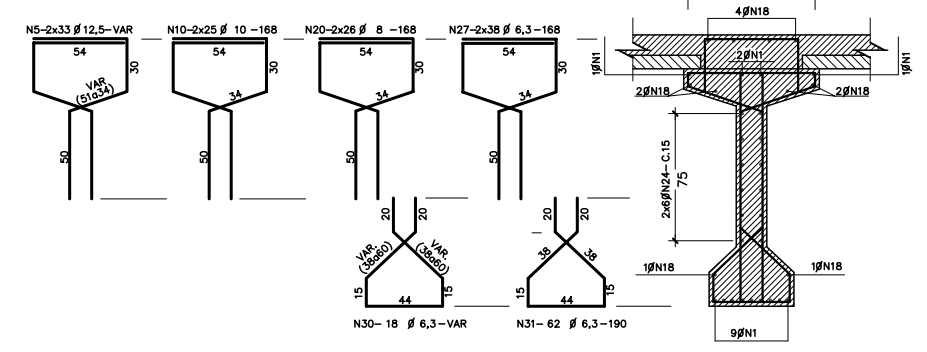 N5-2x33 Ø 12,5-VAR
54
30
VAR
(51a34)
50
N10-2x25 Ø 10 -168
54
30
34
50
N20-2x26 Ø 8 -168
54
30
34
50
N27-2x38 Ø 6,3-168
54
30
34
50
4ØN18
1ØN1
2ØN1
1ØN1
2ØN18
2ØN18
2x6ØN24- C.15
75
1ØN18
1ØN18
9ØN1
20
20
VAR.
(38a60)
VAR.
(38a60)
15
44
15
N30- 18 Ø 6,3-VAR
20
20
38
38
15
44
15
N31- 62 Ø 6,3-190